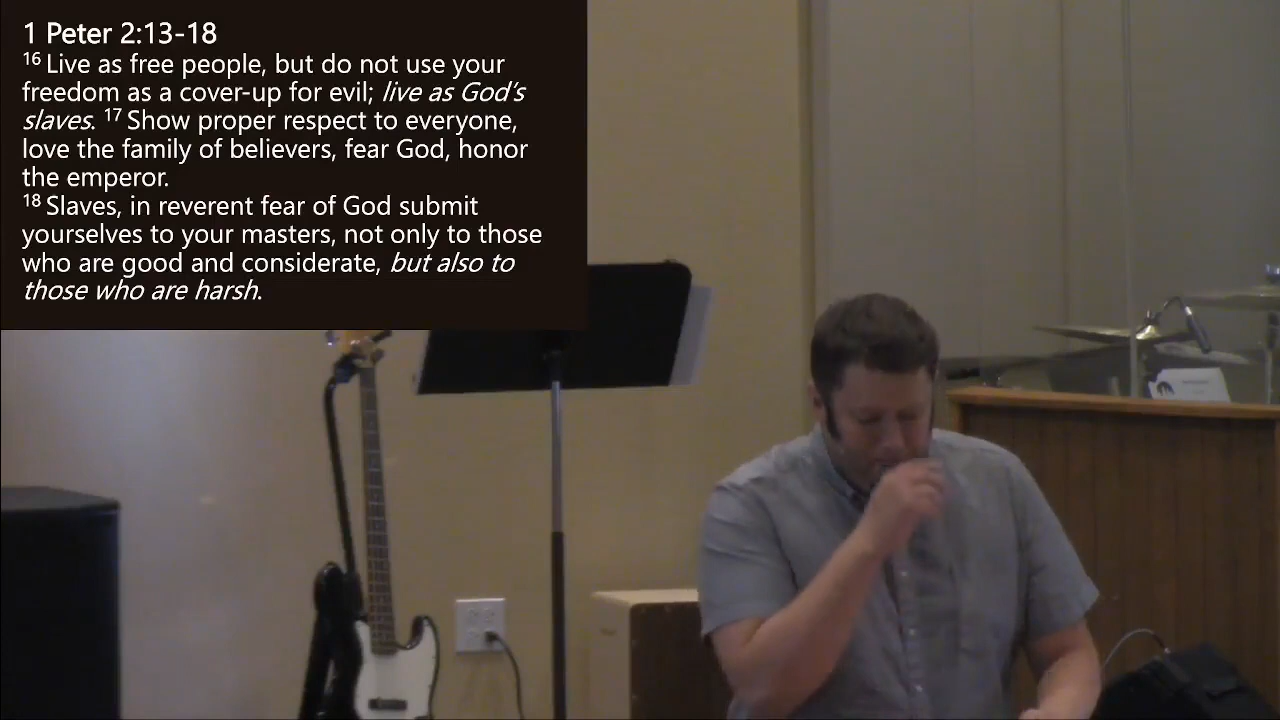 1 Peter 2:13-18
16 Live as free people, but do not use your
freedom as a cover-up for evil; live as God's
slaves. 17 Show proper respect to everyone,
love the family of believers, fear God, honor
the emperor.
18 Slaves, in reverent fear of God submit
yourselves to your masters, not only to those
who are good and considerate, but also to
those who are harsh.